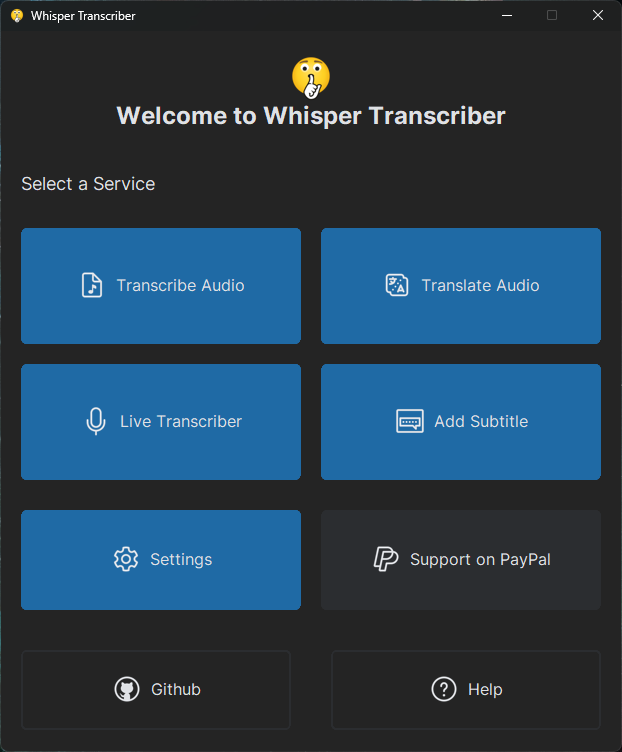 Whisper Transcriber
Welcome to Whisper Transcriber
Select a Service
Transcribe Audio
Translate Audio
Live Transcriber
Add Subtitle
Settings
Support on PayPal
Github
Help